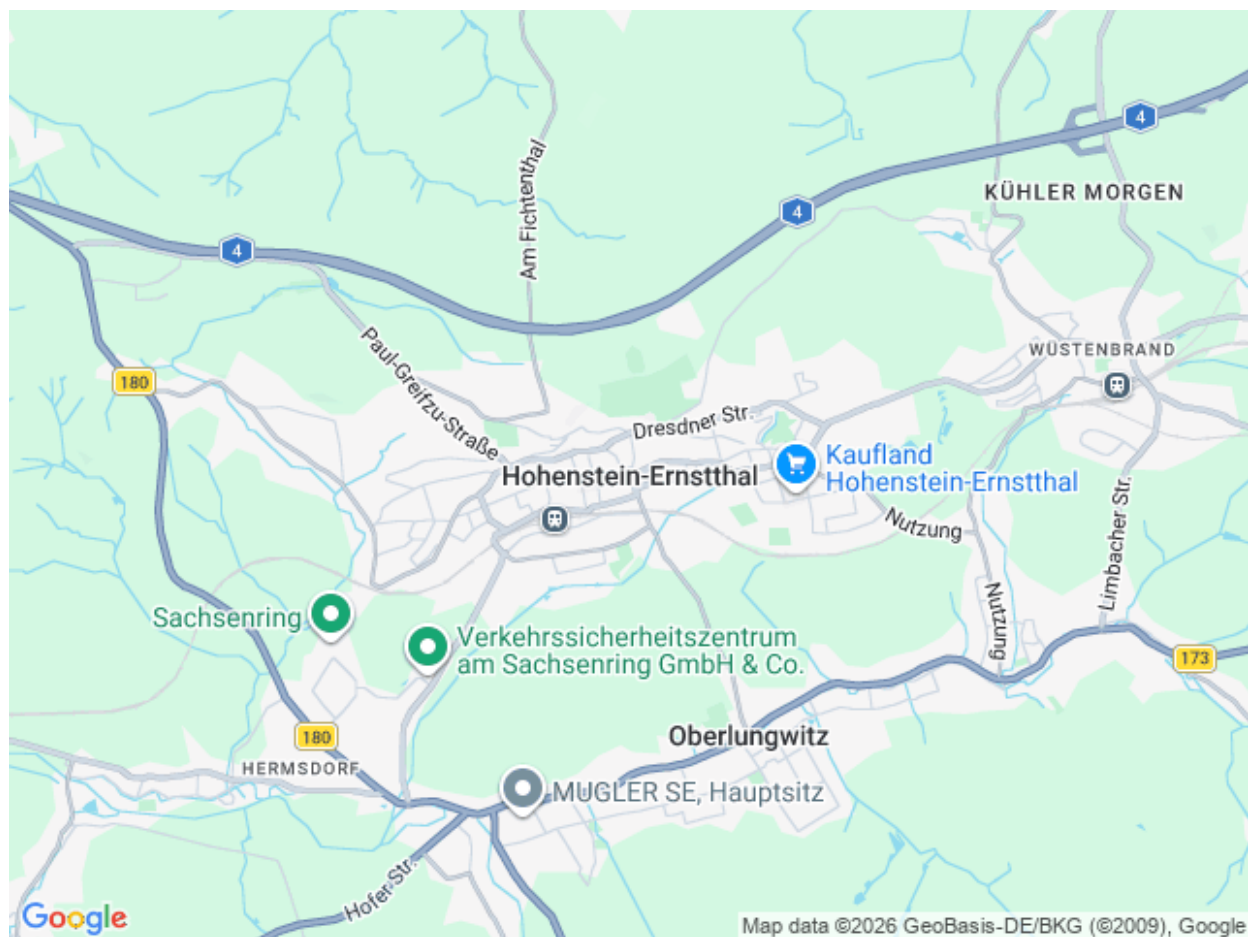 4
Am Fichtenthal
4
KÜHLER MORGEN
4
Paul-Greifzu-Straße
WÜSTENBRAND
180
Dresdner Str.
Kaufland
Hohenstein-Ernstthal
Hohenstein-Ernstthal
Nutzung
Limbacher Str.
Nutzung
Sachsenring
Verkehrssicherheitszentrum
am Sachsenring GmbH & Co.
173
180
Oberlungwitz
HERMSDORF
MUGLER SE, Hauptsitz
Hofer Str.
Google
Map data ©2026 GeoBasis-DE/BKG (©2009), Google